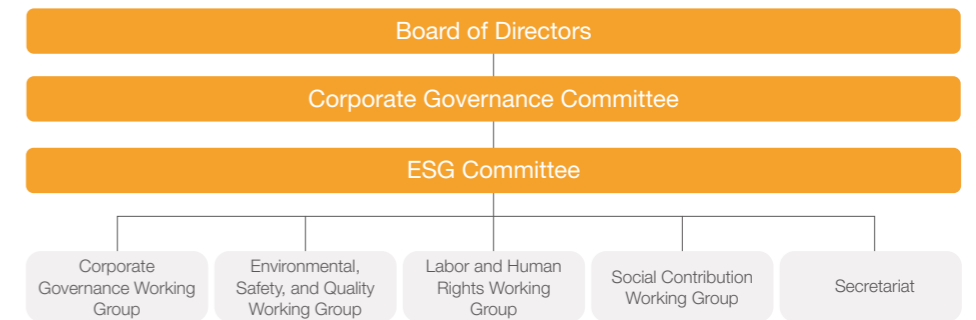 Board of Directors
Corporate Governance Committee
ESG Committee
Corporate
Governance Working
Group
Environmental,
Safety, and Quality
Working Group
Labor and Human
Rights Working
Group
Social Contribution
Working Group
Secretariat